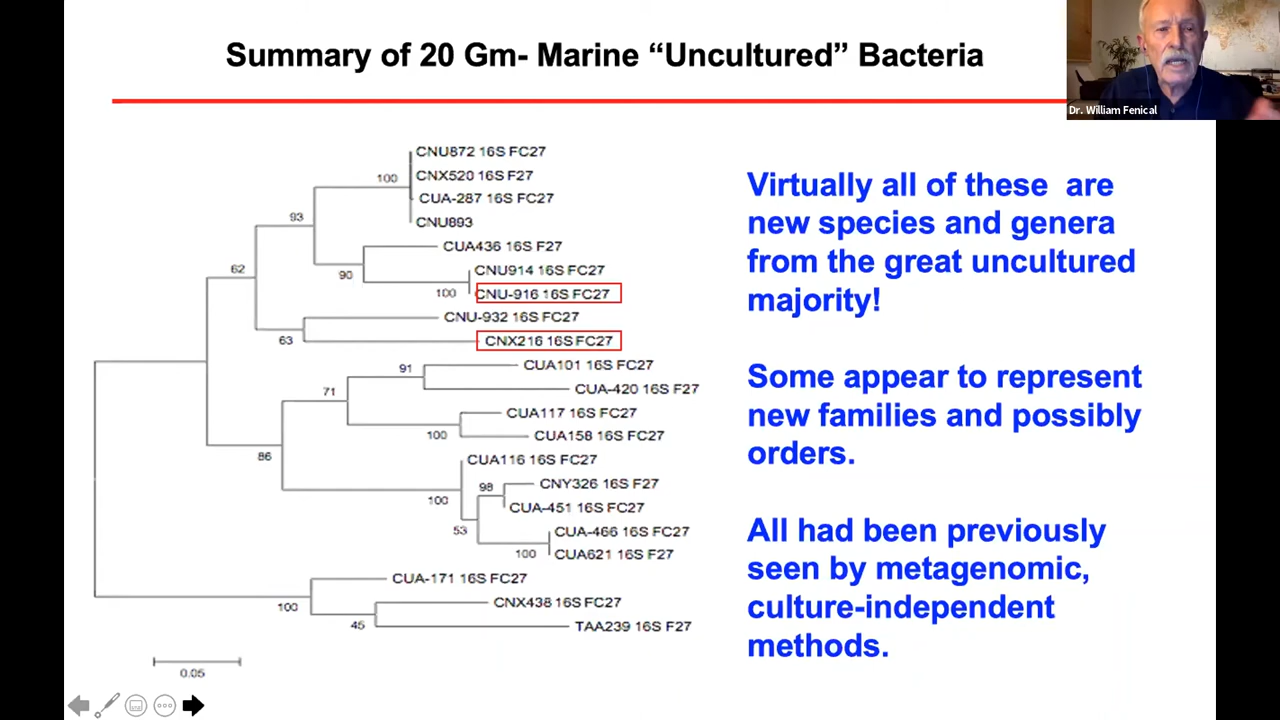 Summary of 20 Gm- Marine “Uncultured” Bacteria
Dr. William Fenical
CNU872 16S FC27
100
CNX520 16S F27
CUA-287 16S FC27
93
CNU893
CUA436 16S F27
62
CNU914 16S FC27
90
100
CNU-916 16S FC27
CNU-932 16S FC27
63
CNX216 16S FC27
CUA101 16S FC27
91
CUA-420 16S F27
71
CUA117 16S FC27
100
CUA158 16S FC27
86
CUA116 16S FC27
CNY326 16S F27
98
100
CUA-451 16S F27
53
CUA-466 16S FC27
100
CUA621 16S F27
CUA-171 16S FC27
CNX438 16S FC27
100
45
TAA239 16S F27
0.05
Virtually all of these are
new species and genera
from the great uncultured
majority!
Some appear to represent
new families and possibly
orders.
All had been previously
seen by metagenomic,
culture-independent
methods.